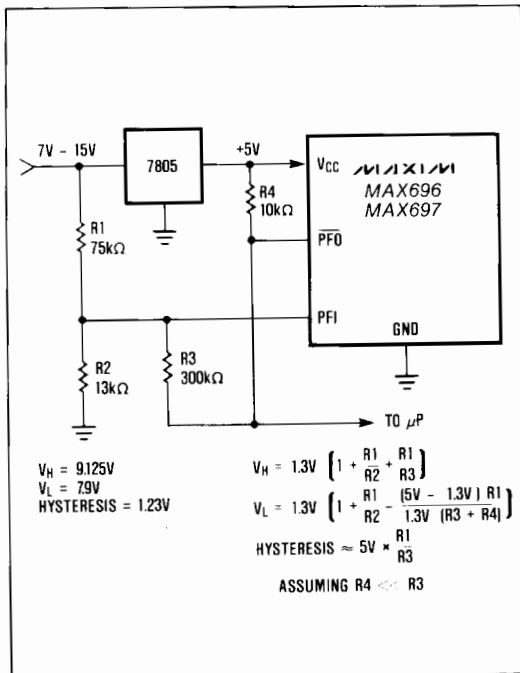 7V – 15V
7805
+5V
VCC MAXIM
MAX696
MAX697
R4
10kΩ
PFO
R1
75kΩ
PFI
GND
R2
13kΩ
R3
300kΩ
TO μP
VH = 9.125V
VL = 7.9V
HYSTERESIS = 1.23V
VH = 1.3V (1 + R1/R2 + R1/R3)
VL = 1.3V (1 + R1/R2 - (5V - 1.3V) R1/1.3V (R3 + R4))
HYSTERESIS ≈ 5V × R1/R3
ASSUMING R4 << R3